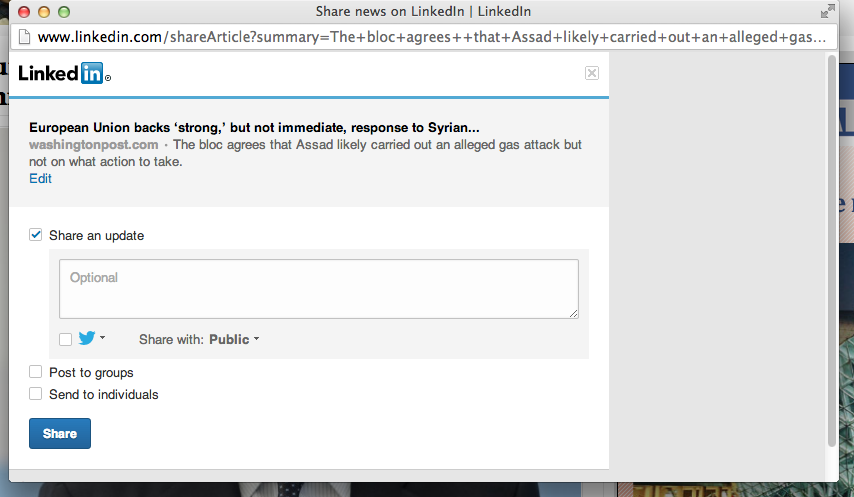 Share news on LinkedIn | LinkedIn
www.linkedin.com/shareArticle?summary=The+bloc+agrees++that+Assad+likely+carried+out+an+alleged+gas...
Linked in®
European Union backs ‘strong,’ but not immediate, response to Syrian...
washingtonpost.com · The bloc agrees that Assad likely carried out an alleged gas attack but
not on what action to take.
Edit
Share an update
Optional
Share with: Public
Post to groups
Send to individuals
Share